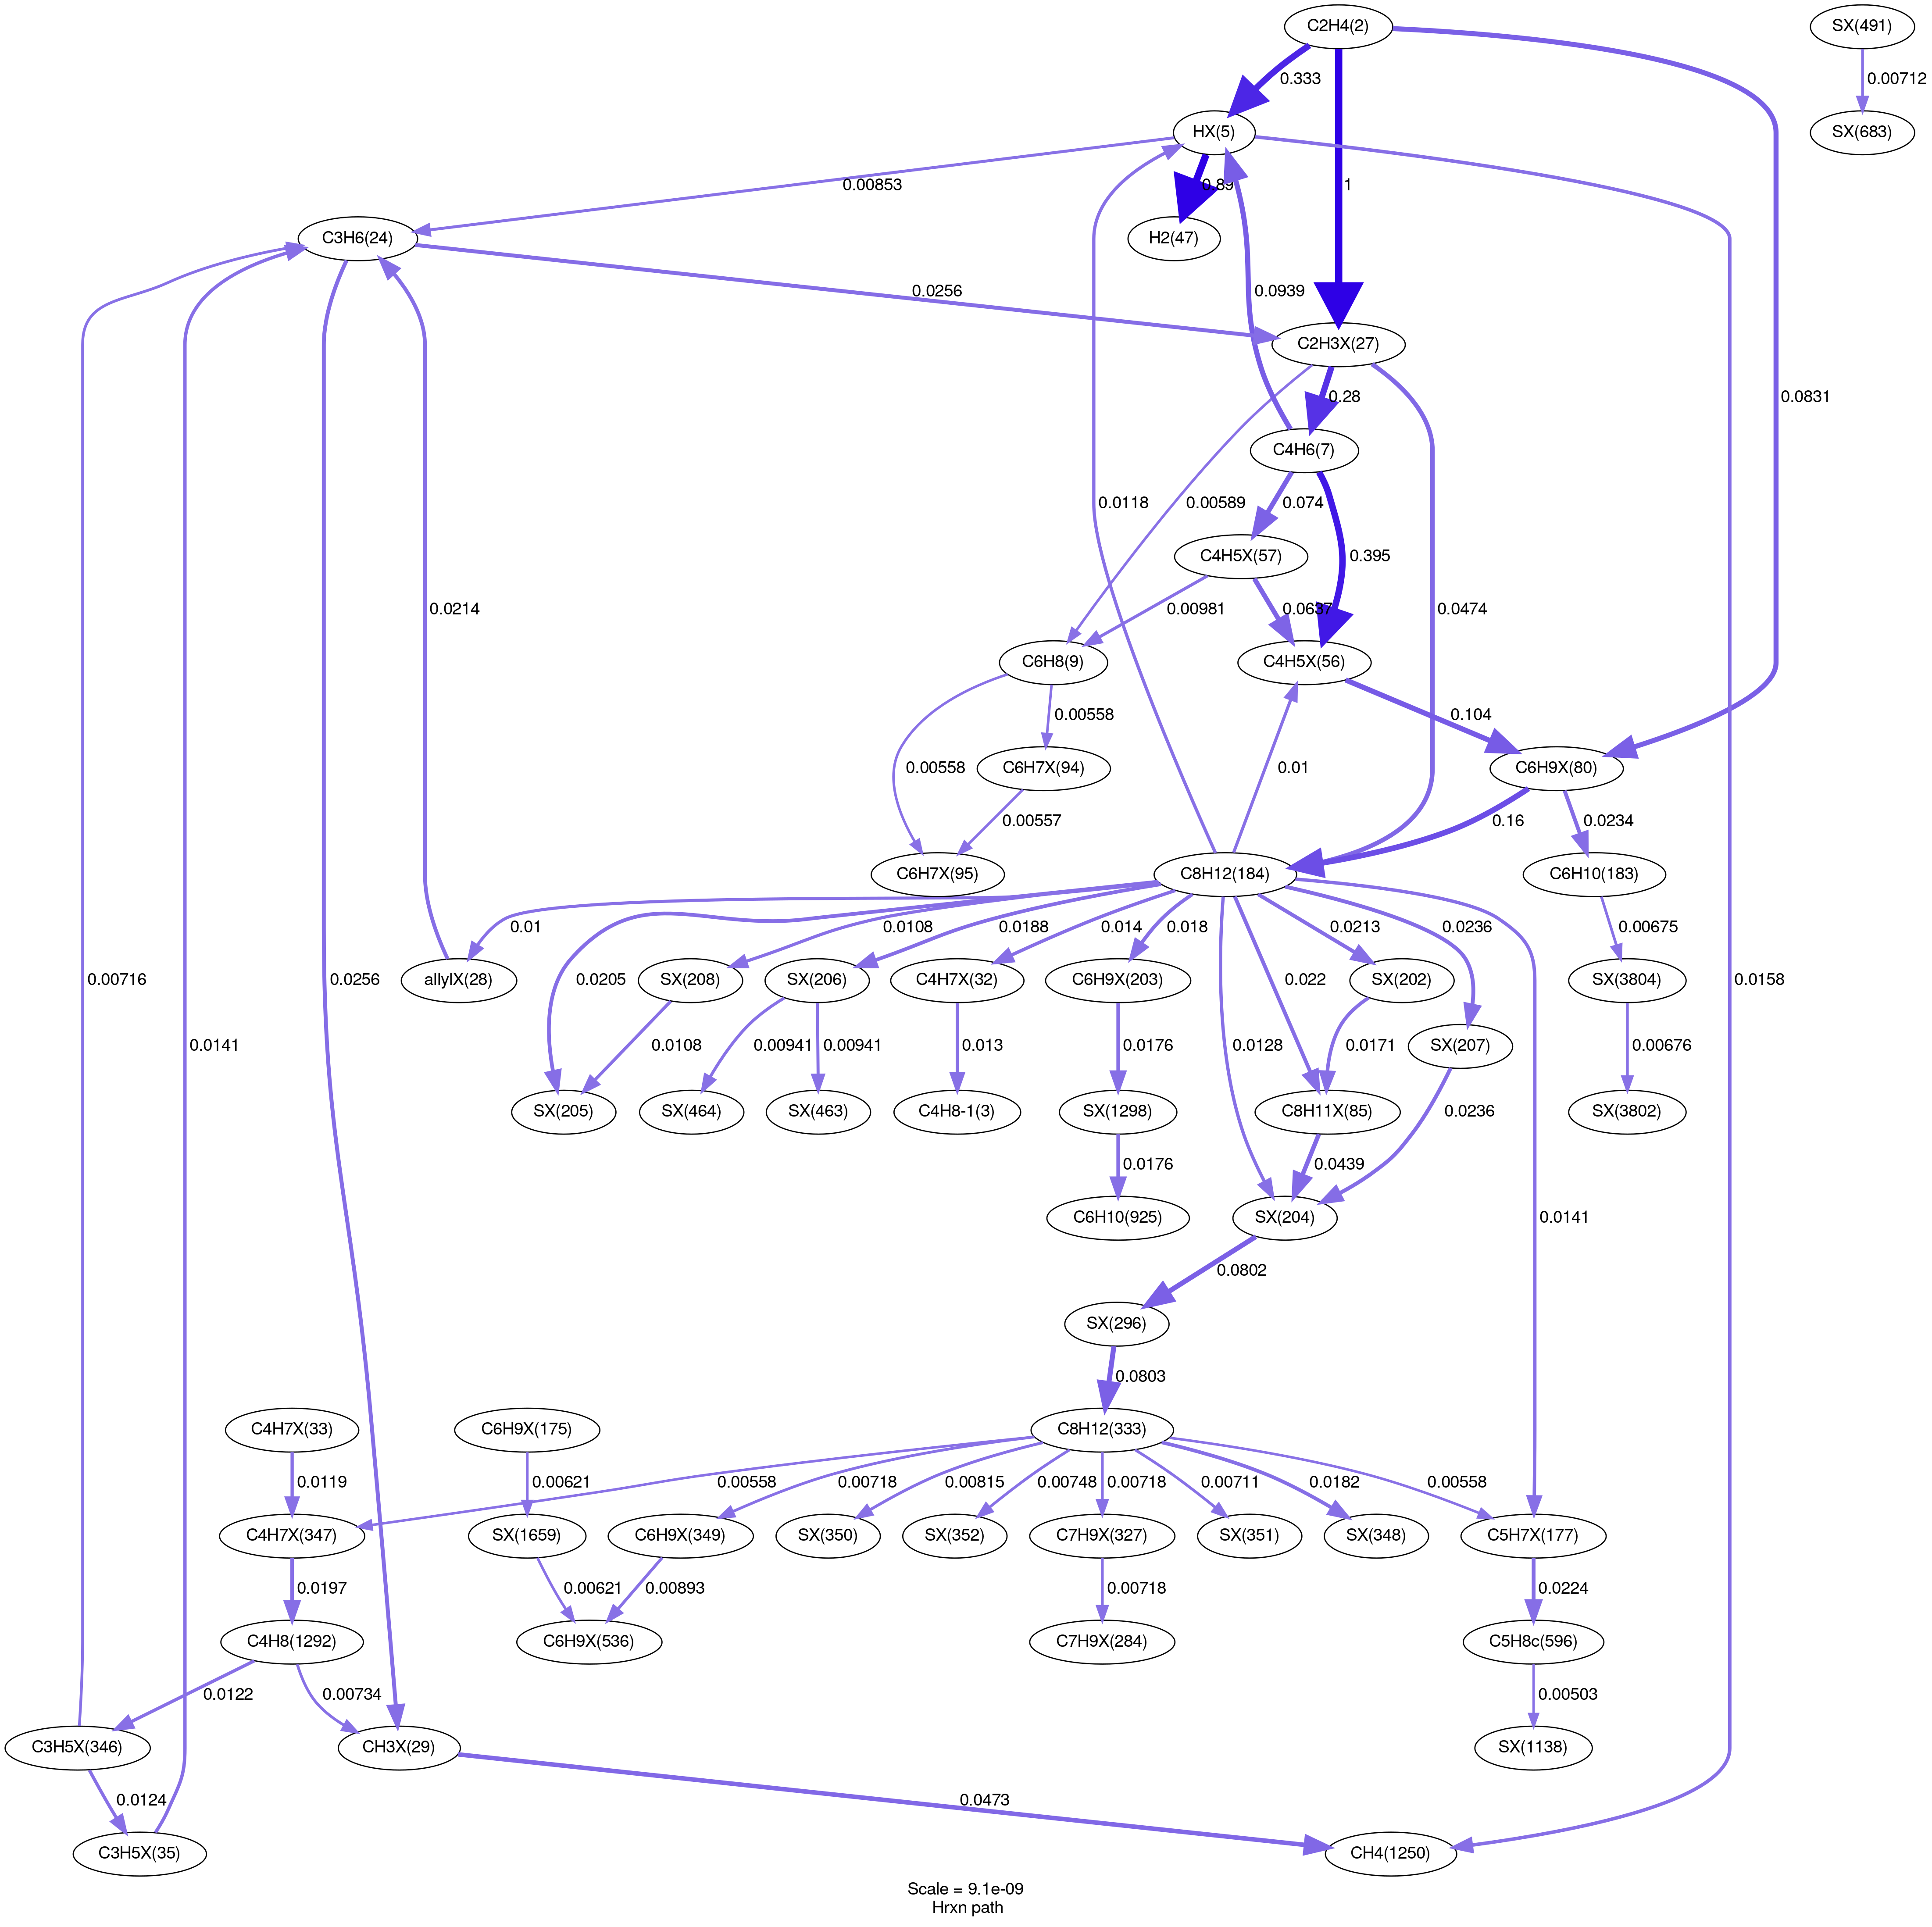 C2H4(2)
SX(491)
0.333
0.00712
HX(5)
SX(683)
0.00853
0.89
1
C3H6(24)
H2(47)
0.0256
0.0939
C2H3X(27)
0.28
0.0831
C4H6(7)
0.0118
0.00589
0.074
C4H5X(57)
0.395
0.0214
0.00981
0.0637
0.0474
C6H8(9)
C4H5X(56)
0.00558
0.104
0.00558
C6H7X(94)
0.01
C6H9X(80)
0.00557
0.16
0.0234
C6H7X(95)
C8H12(184)
C6H10(183)
0.01
0.0108
0.0188
0.014
0.018
0.0213
0.0236
0.00675
0.00716
0.0256
allylX(28)
0.0205
SX(208)
SX(206)
C4H7X(32)
C6H9X(203)
0.022
SX(202)
SX(3804)
0.0158
0.0141
0.0108
0.00941
0.00941
0.013
0.0176
0.0128
0.0171
SX(207)
0.00676
SX(205)
SX(464)
SX(463)
C4H8-1(3)
SX(1298)
C8H11X(85)
SX(3802)
0.0176
0.0439
0.0236
C6H10(925)
SX(204)
0.0141
0.0802
SX(296)
0.0803
C4H7X(33)
C6H9X(175)
C8H12(333)
0.0119
0.00621
0.00558
0.00718
0.00815
0.00748
0.00718
0.00711
0.0182
0.00558
C4H7X(347)
SX(1659)
C6H9X(349)
SX(350)
SX(352)
C7H9X(327)
SX(351)
SX(348)
C5H7X(177)
0.0197
0.00621
0.00893
0.00718
0.0224
C4H8(1292)
C6H9X(536)
C7H9X(284)
C5H8c(596)
0.0122
0.00734
0.00503
C3H5X(346)
CH3X(29)
SX(1138)
0.0124
0.0473
C3H5X(35)
CH4(1250)
Scale = 9.1e-09
Hrxn path